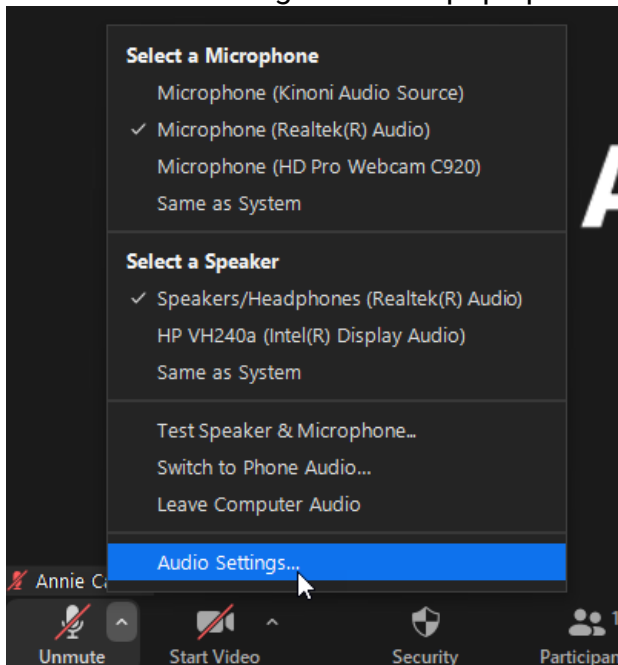 Select a Microphone
Microphone (Kinoni Audio Source)
Microphone (Realtek(R) Audio)
Microphone (HD Pro Webcam C920)
Same as System
Select a Speaker
Speakers/Headphones (Realtek(R) Audio)
HP VH240a (Intel(R) Display Audio)
Same as System
Test Speaker & Microphone...
Switch to Phone Audio...
Leave Computer Audio
Audio Settings...
Annie
1
Unmute Start Video Security Participan